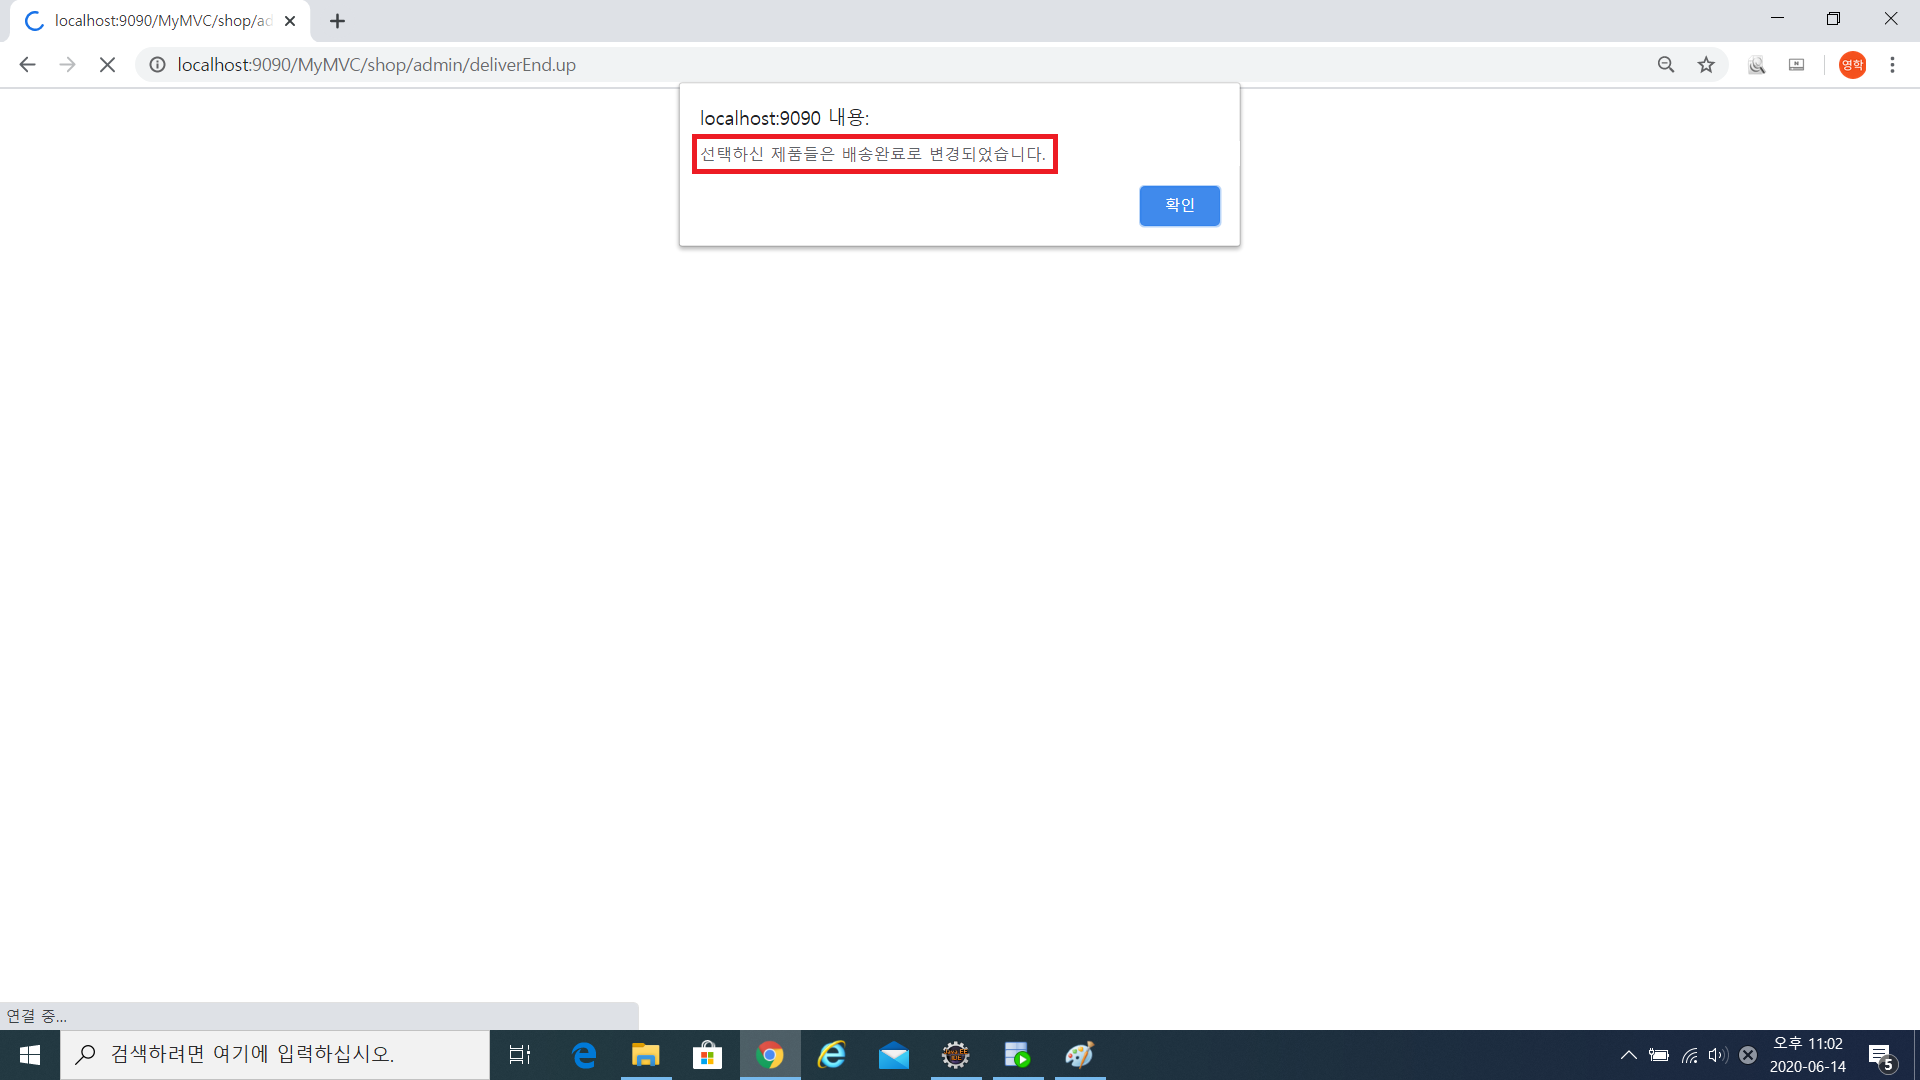 localhost:9090/MyMVC/shop/ad
localhost:9090/MyMVC/shop/admin/deliverEnd.up
영학
localhost:9090 내용:
선택하신 제품들은 배송완료로 변경되었습니다.
확인
연결 중...
검색하려면 여기에 입력하십시오.
오후 11:02
2020-06-14
5